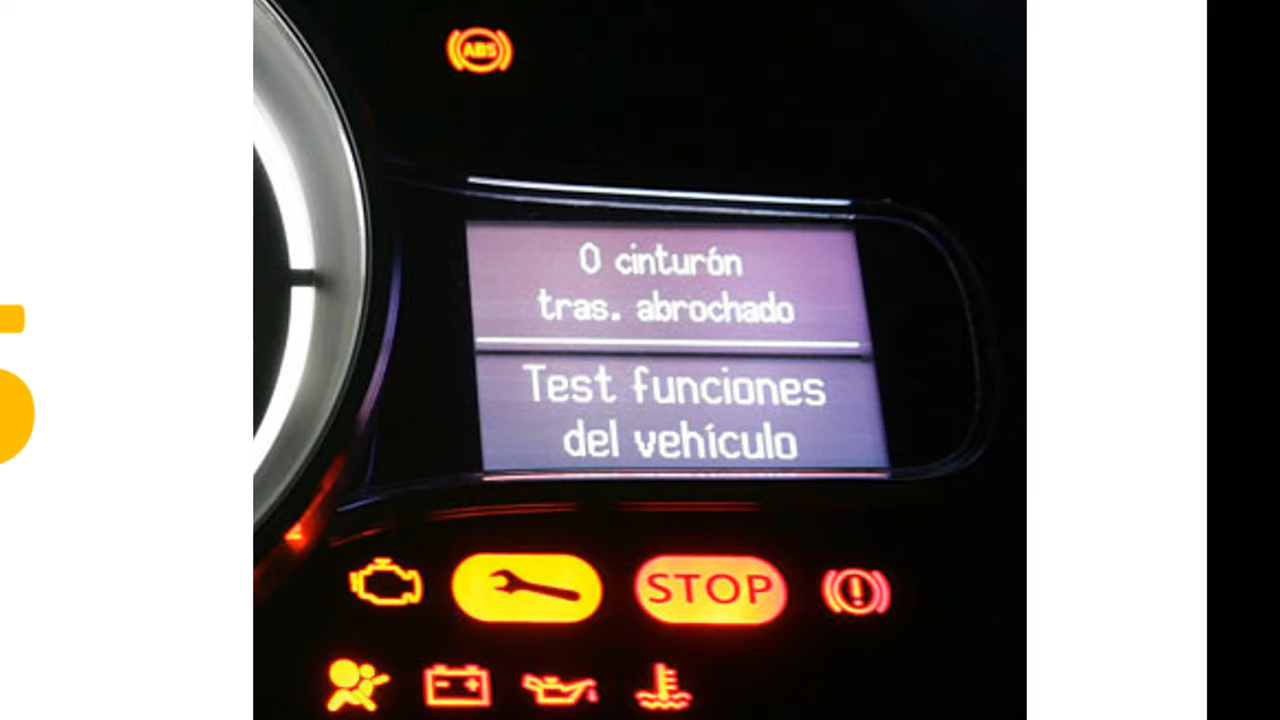 ABS
0 cinturón
tras. abrochado
Test funciones
del vehículo
STOP